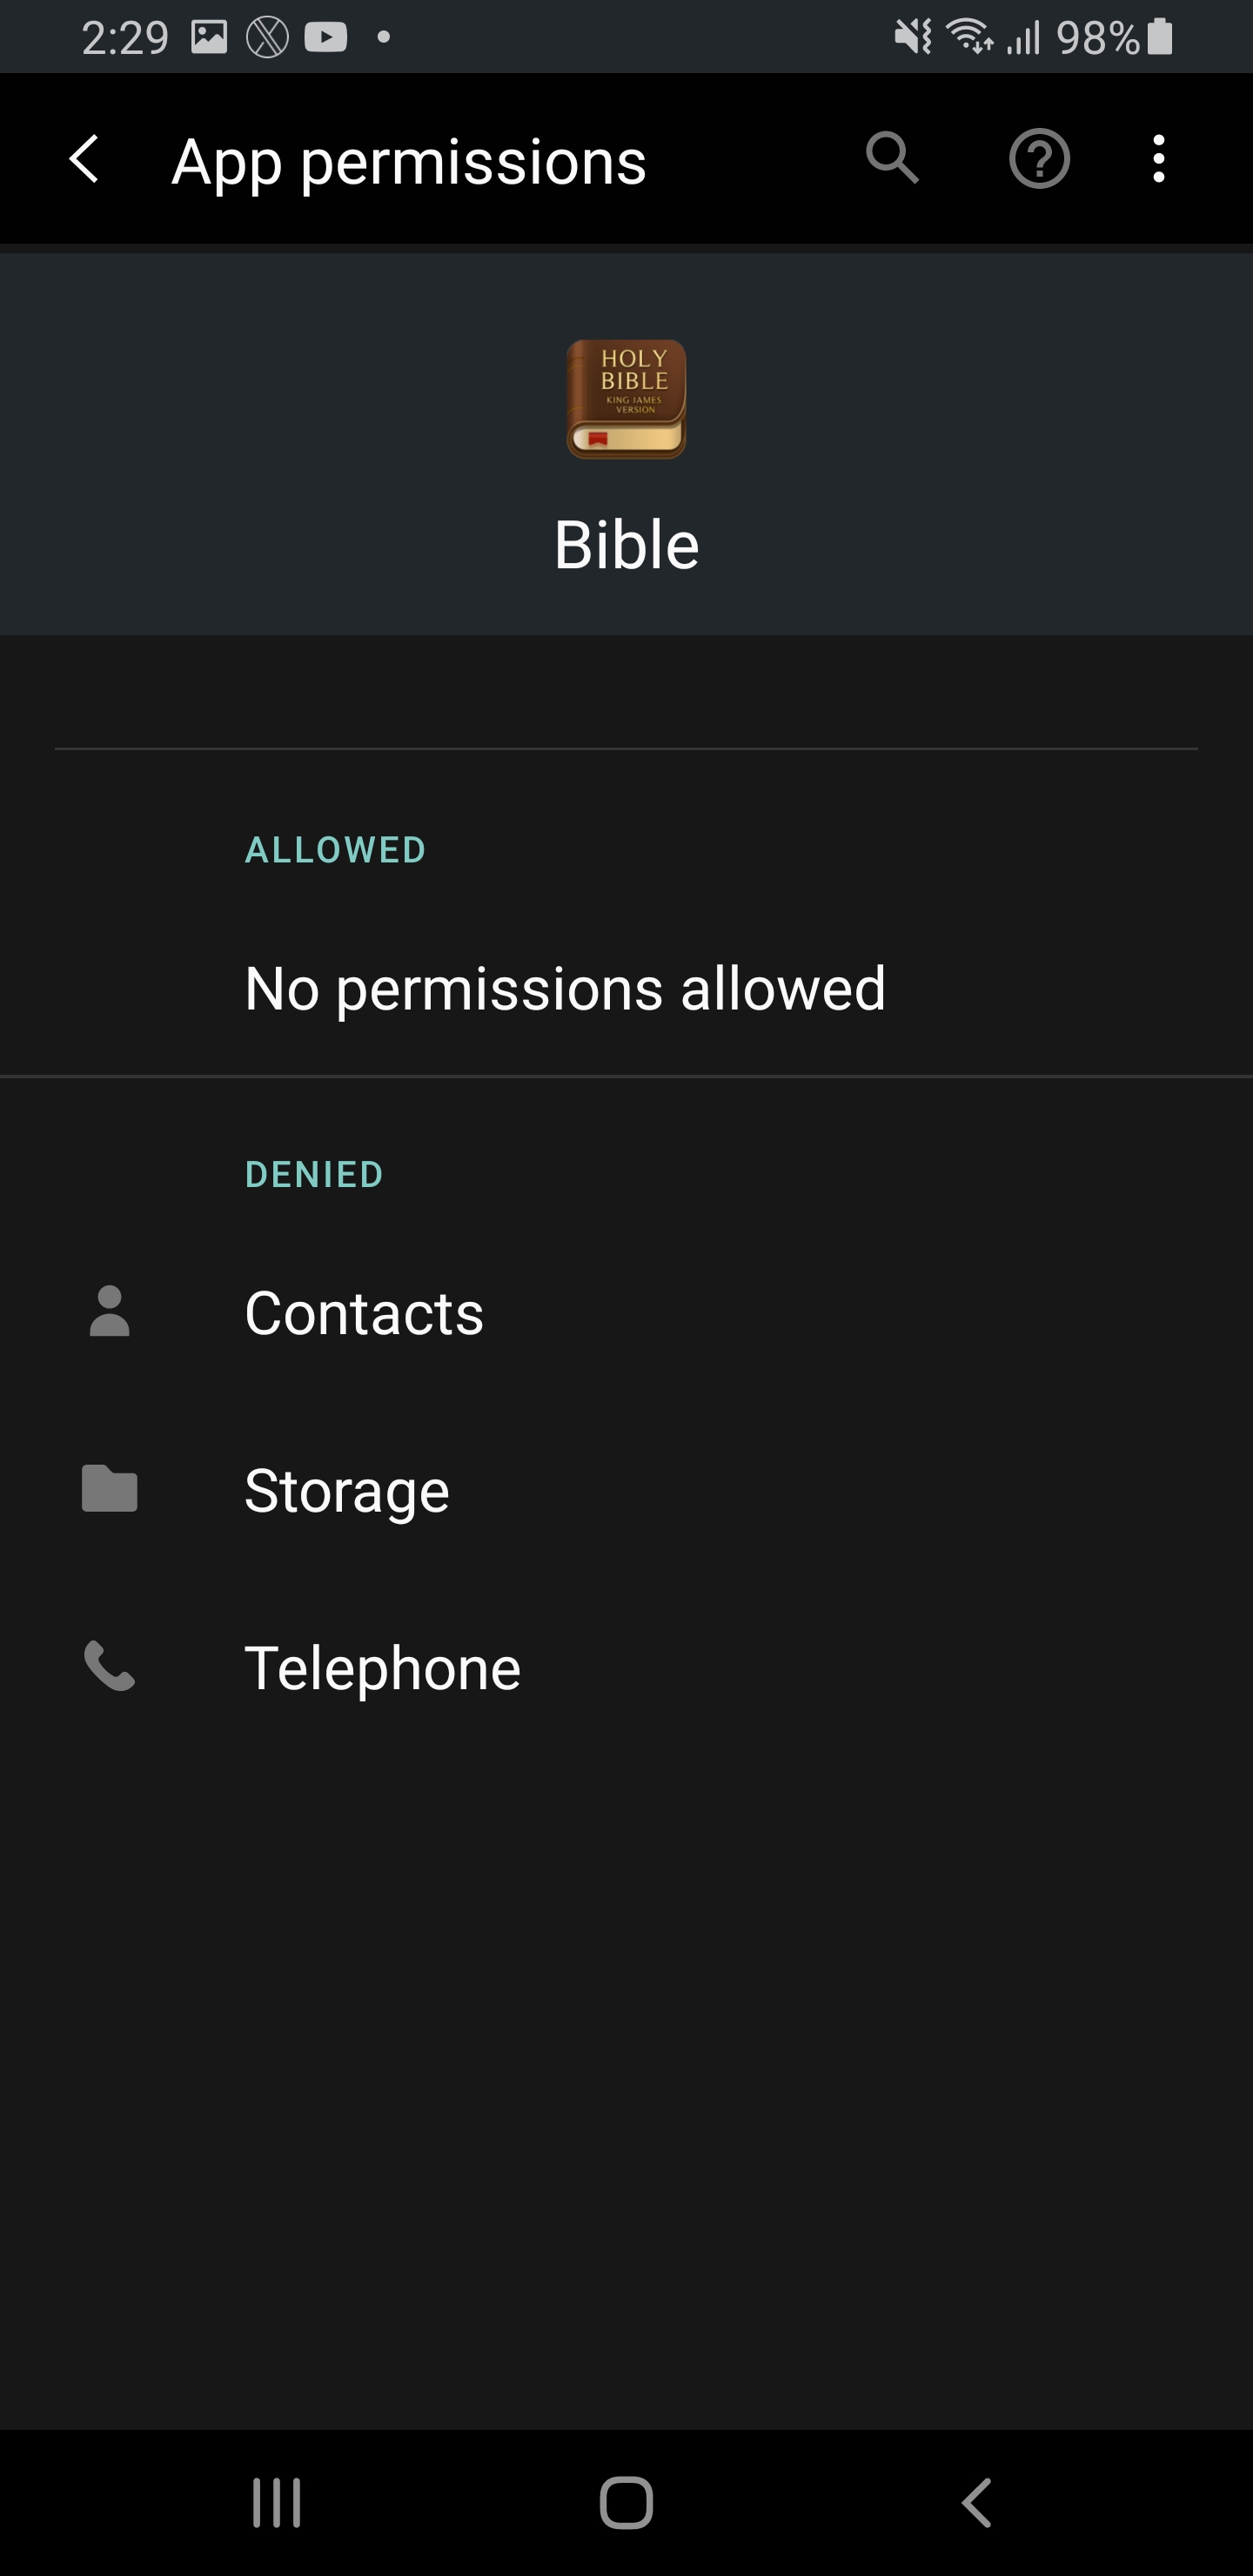 2:29 98%
App permissions
HOLY
BIBLE
KING JAMES
VERSION
Bible
ALLOWED
No permissions allowed
DENIED
Contacts
Storage
Telephone